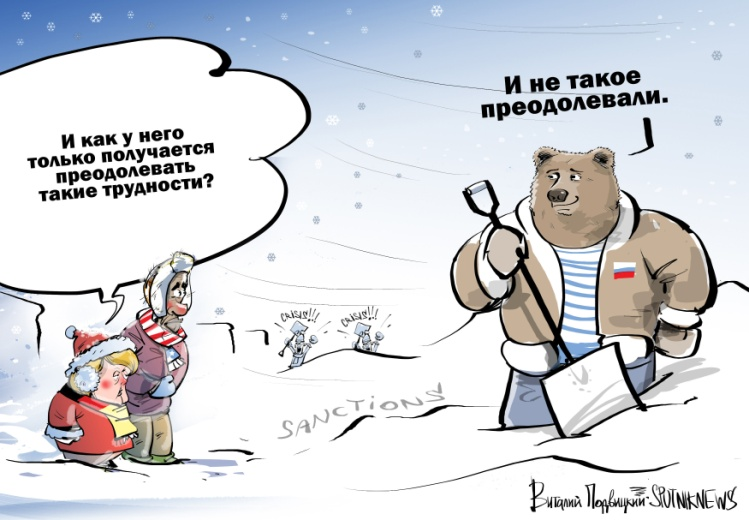 И не такое
преодолевали.
И как у него
только получается
преодолевать
такие трудности?
CRISIS!!!
CRISIS!!!
SANCTIONS
Виталий Подвицкий SPUTNIKNEWS